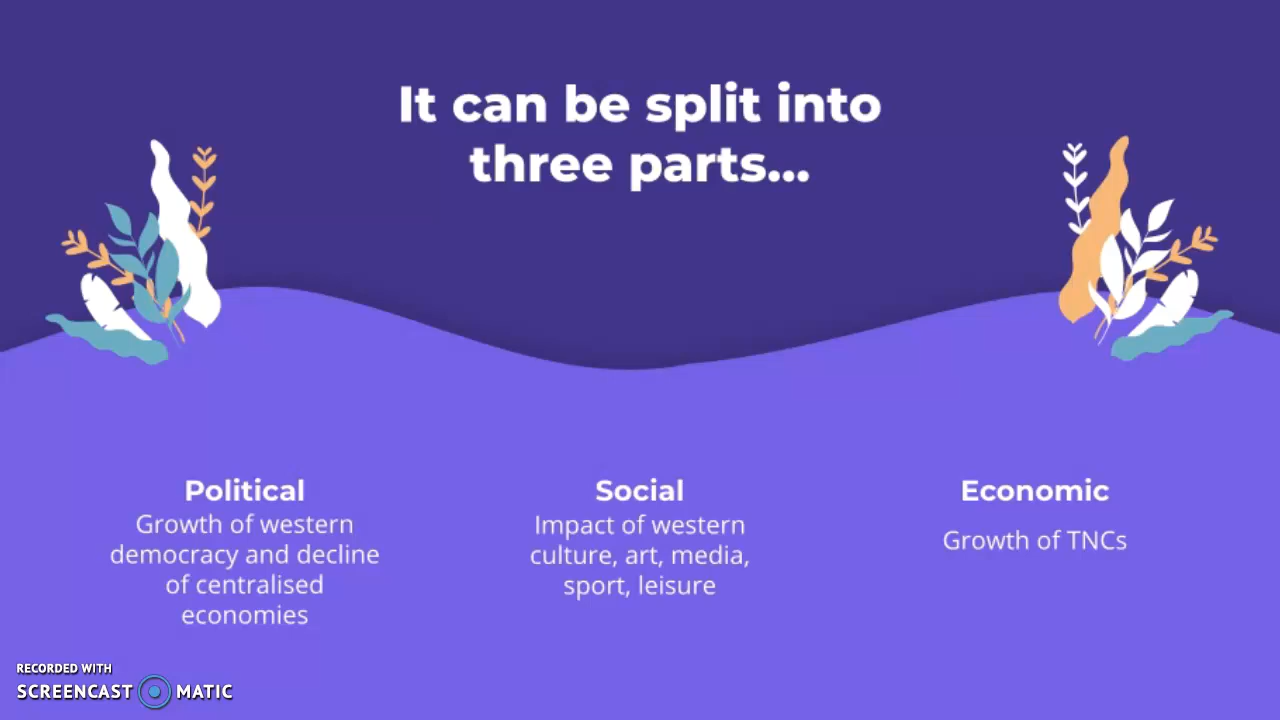 It can be split into
three parts...
Political
Growth of western
democracy and decline
of centralised
economies
Social
Impact of western
culture, art, media,
sport, leisure
Economic
Growth of TNCs
RECORDED WITH
SCREENCAST MATIC